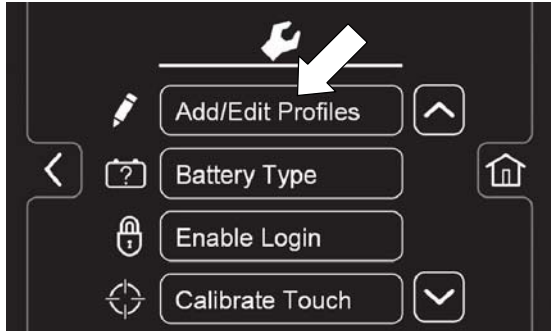 Add/Edit Profiles
Battery Type
?
Enable Login
Calibrate Touch